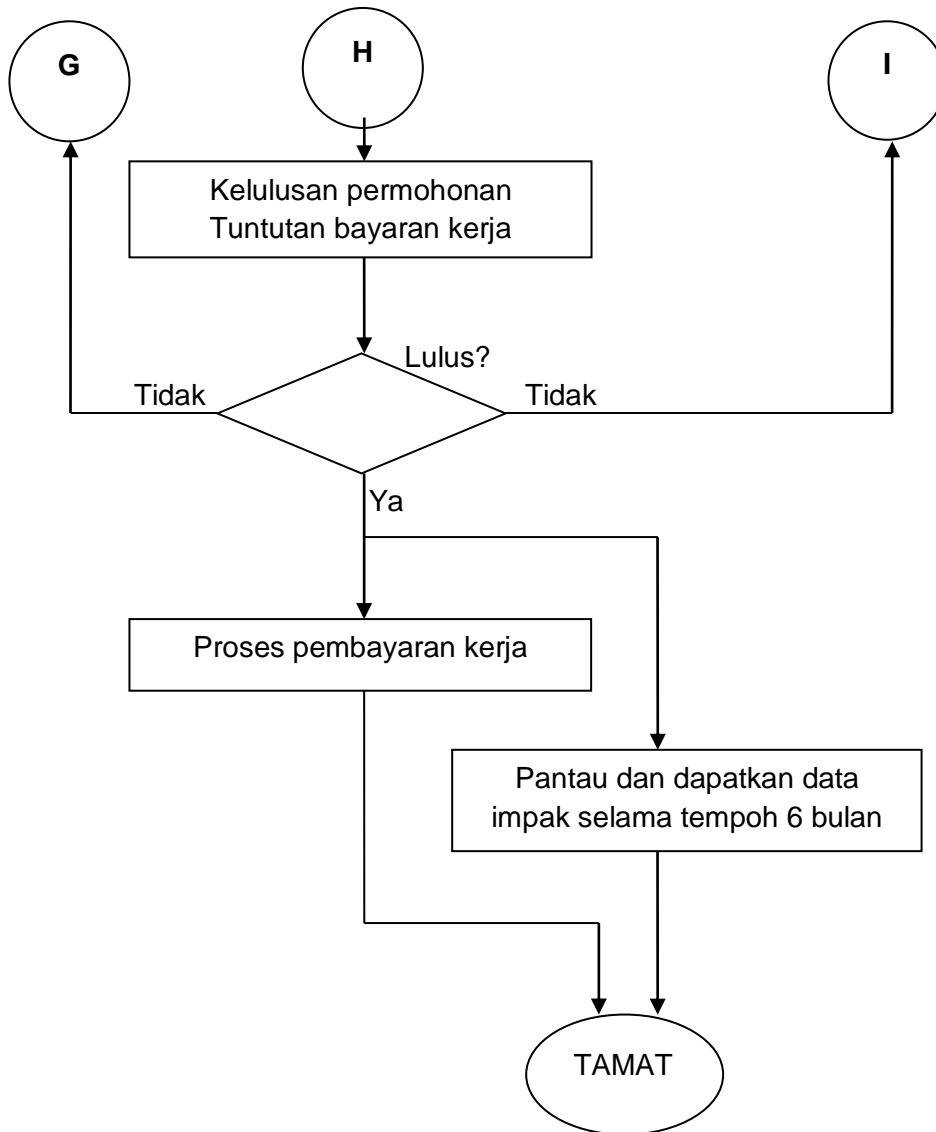 G
H
I
Kelulusan permohonan
Tuntutan bayaran kerja
Lulus?
Tidak
Tidak
Ya
Proses pembayaran kerja
Pantau dan dapatkan data
impak selama tempoh 6 bulan
TAMAT